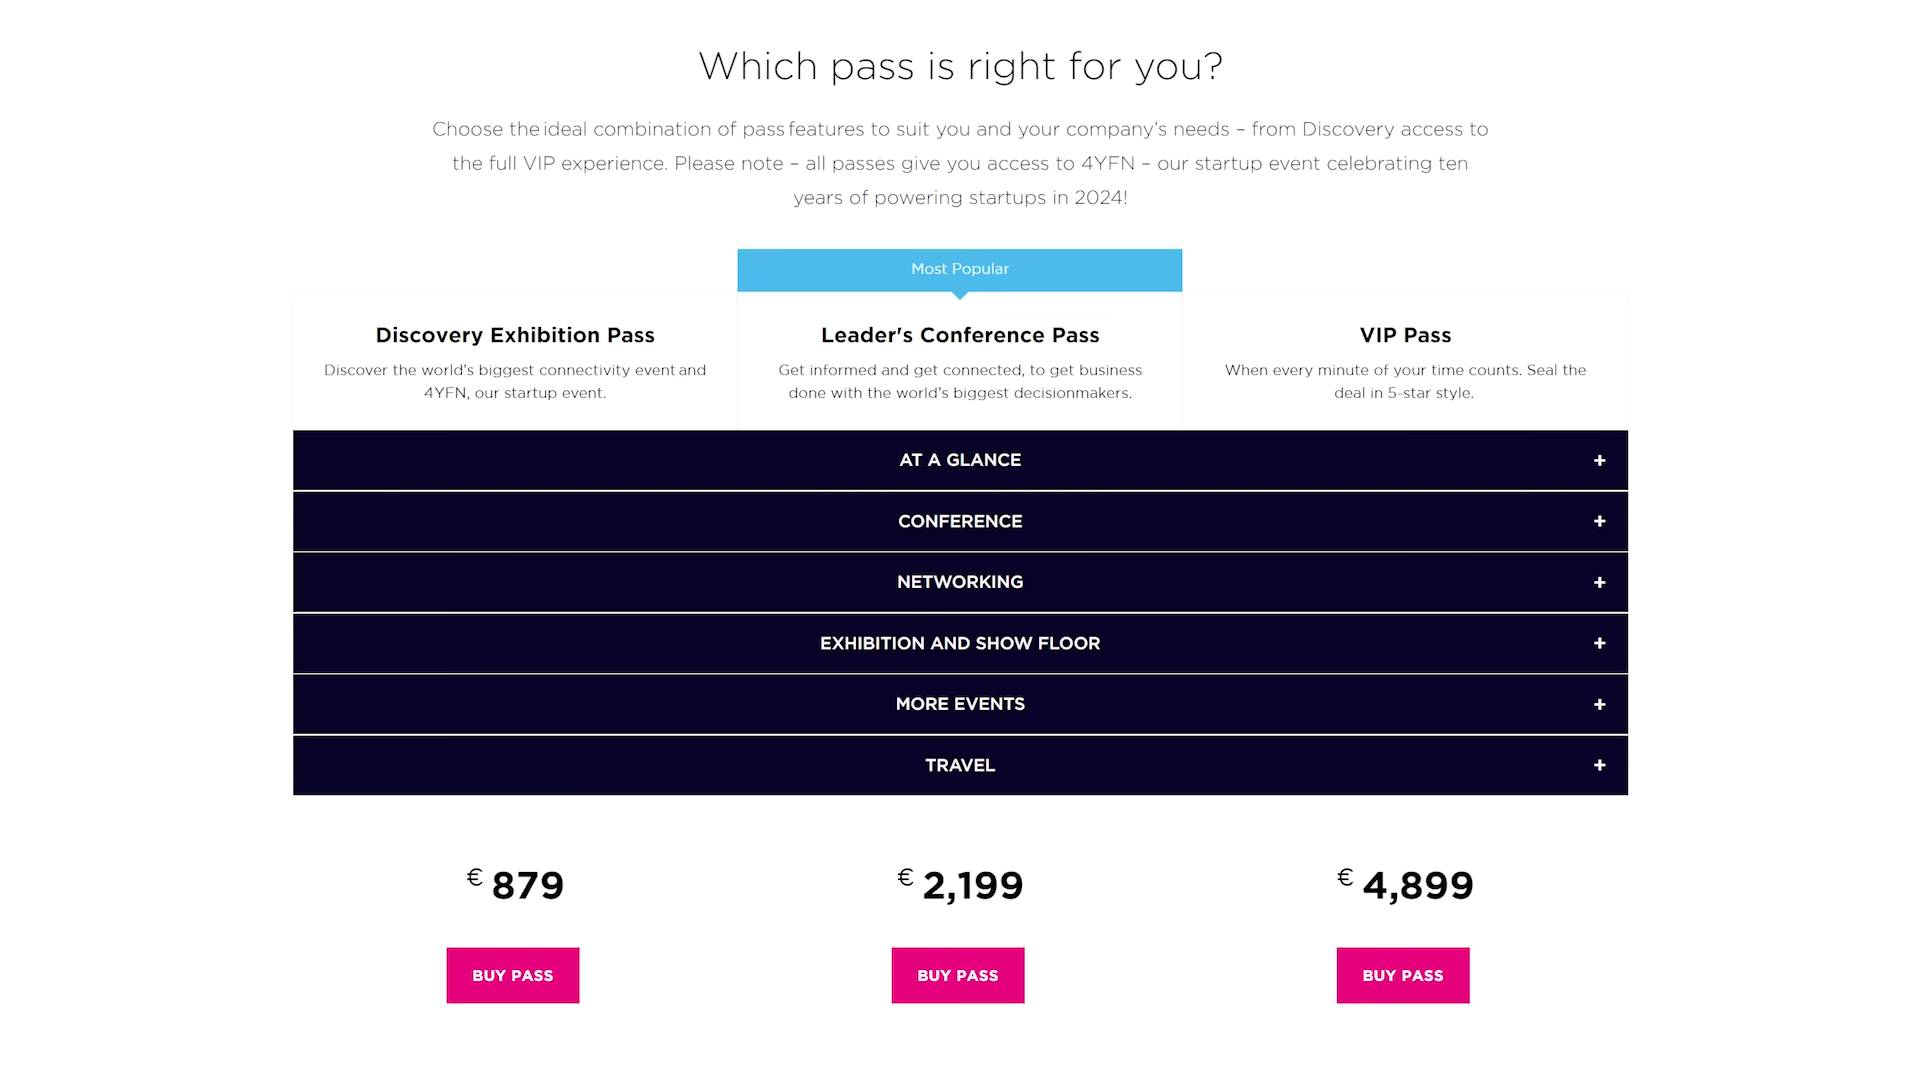 Which pass is right for you?
Choose the ideal combination of pass features to suit you and your company’s needs – from Discovery access to
the full VIP experience. Please note – all passes give you access to 4YFN – our startup event celebrating ten
years of powering startups in 2024!
Most Popular
Discovery Exhibition Pass
Discover the world’s biggest connectivity event and
4YFN, our startup event.
Leader's Conference Pass
Get informed and get connected, to get business
done with the world’s biggest decisionmakers.
VIP Pass
When every minute of your time counts. Seal the
deal in 5-star style.
AT A GLANCE +
CONFERENCE +
NETWORKING +
EXHIBITION AND SHOW FLOOR +
MORE EVENTS +
TRAVEL +
€ 879
€ 2,199
€ 4,899
BUY PASS
BUY PASS
BUY PASS